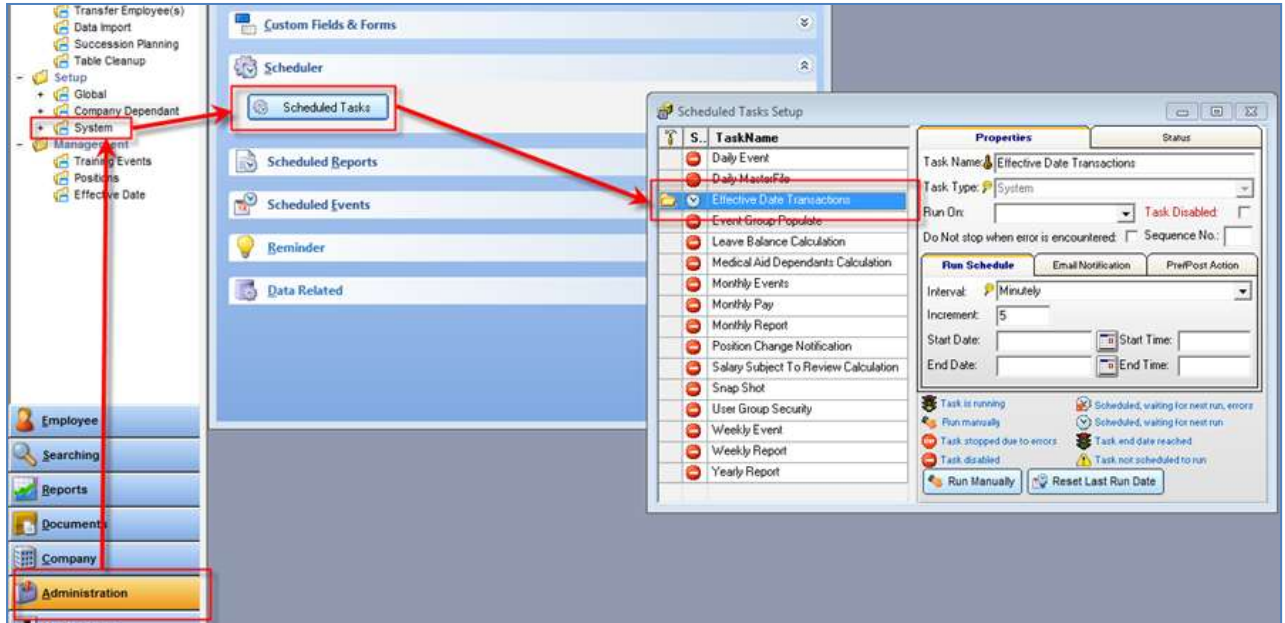 Transfer Employee(s)
Data Import
Succession Planning
Table Cleanup
Setup
Global
Company Dependant
System
Management
Training Events
Positions
Effective Date
Employee
Searching
Reports
Documents
Company
Administration
Custom Fields & Forms
Scheduler
Scheduled Tasks
Scheduled Reports
Scheduled Events
Reminder
Data Related
Scheduled Tasks Setup
S.. TaskName
Daily Event
Daily MasterFile
Effective Date Transactions
Event Group Populate
Leave Balance Calculation
Medical Aid Dependants Calculation
Monthly Events
Monthly Pay
Monthly Report
Position Change Notification
Salary Subject To Review Calculation
Snap Shot
User Group Security
Weekly Event
Weekly Report
Yearly Report
Properties Status
Task Name: Effective Date Transactions
Task Type: System
Run On: Task Disabled:
Do Not stop when error is encountered: Sequence No.:
Run Schedule Email Notification Pre/Post Action
Interval: Minutely
Increment: 5
Start Date: Start Time:
End Date: End Time:
Task is running Scheduled, waiting for next run, errors
Run manually Scheduled, waiting for next run
Task stopped due to errors Task end date reached
Task disabled Task not scheduled to run
Run Manually Reset Last Run Date